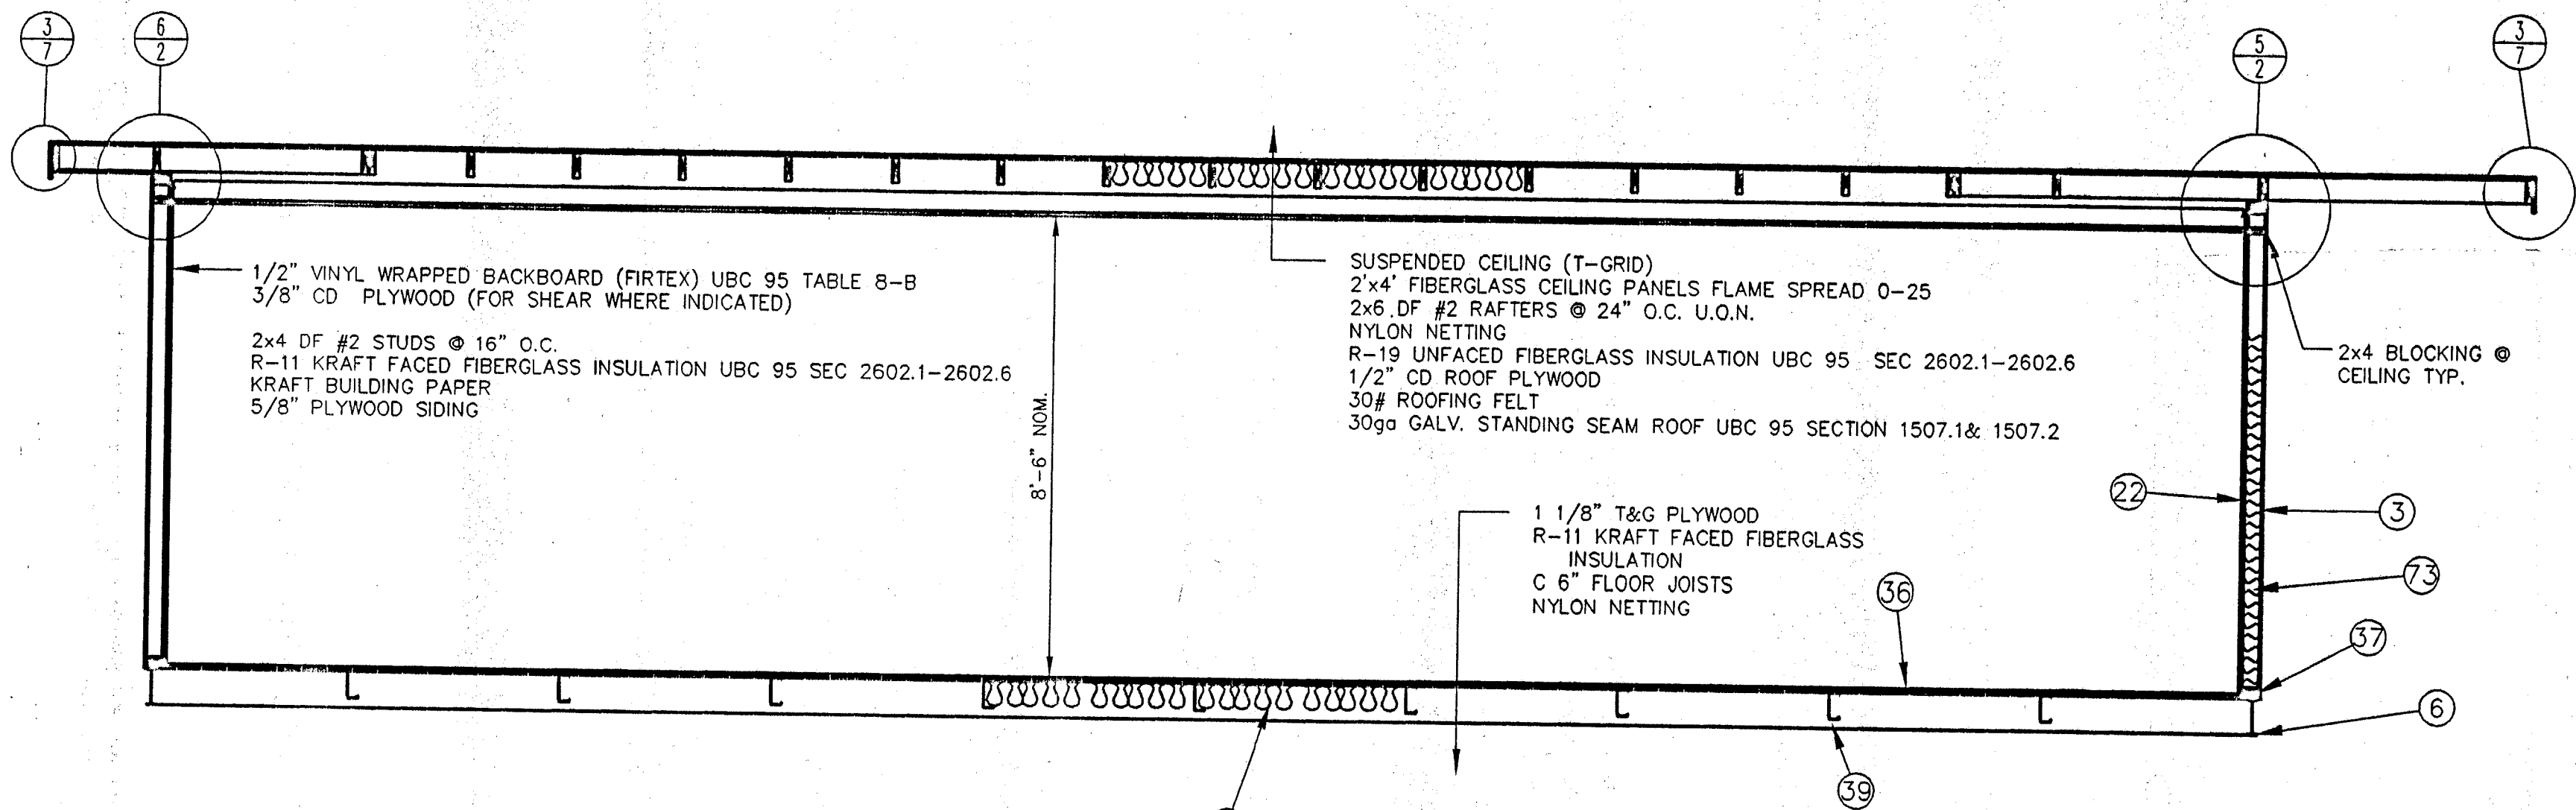 3
7
6
2
5
2
3
7
1/2" VINYL WRAPPED BACKBOARD (FIRTEX) UBC 95 TABLE 8-B
3/8" CD PLYWOOD (FOR SHEAR WHERE INDICATED)
2x4 DF #2 STUDS @ 16" O.C.
R-11 KRAFT FACED FIBERGLASS INSULATION UBC 95 SEC 2602.1-2602.6
KRAFT BUILDING PAPER
5/8" PLYWOOD SIDING
8'-6" NOM.
SUSPENDED CEILING (T-GRID)
2'x4' FIBERGLASS CEILING PANELS FLAME SPREAD 0-25
2x6 DF #2 RAFTERS @ 24" O.C. U.O.N.
NYLON NETTING
R-19 UNFACED FIBERGLASS INSULATION UBC 95 SEC 2602.1-2602.6
1/2" CD ROOF PLYWOOD
30# ROOFING FELT
30ga GALV. STANDING SEAM ROOF UBC 95 SECTION 1507.1& 1507.2
2x4 BLOCKING @
CEILING TYP.
1 1/8" T&G PLYWOOD
R-11 KRAFT FACED FIBERGLASS
INSULATION
C 6" FLOOR JOISTS
NYLON NETTING
22
3
73
36
37
6
39